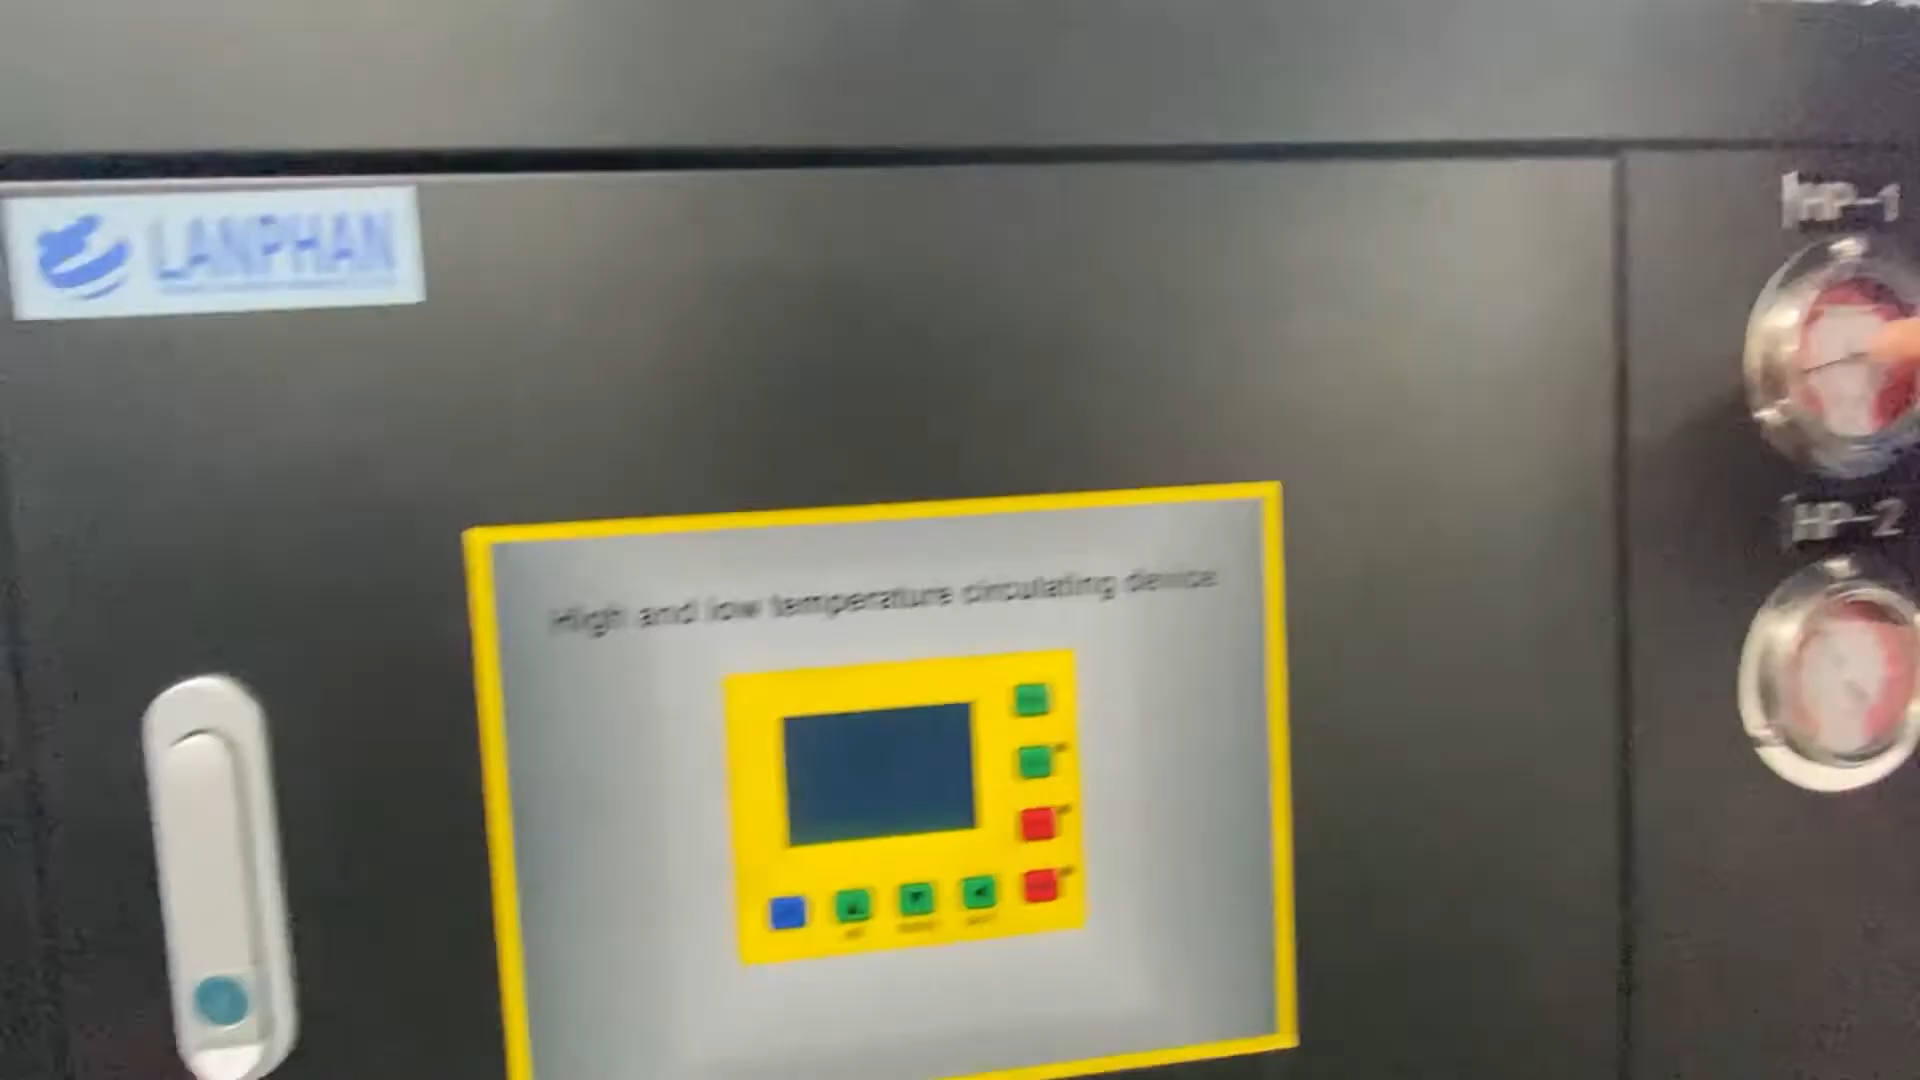 LANPHAN
HP-1
HP-2
High and low temperature circulating device